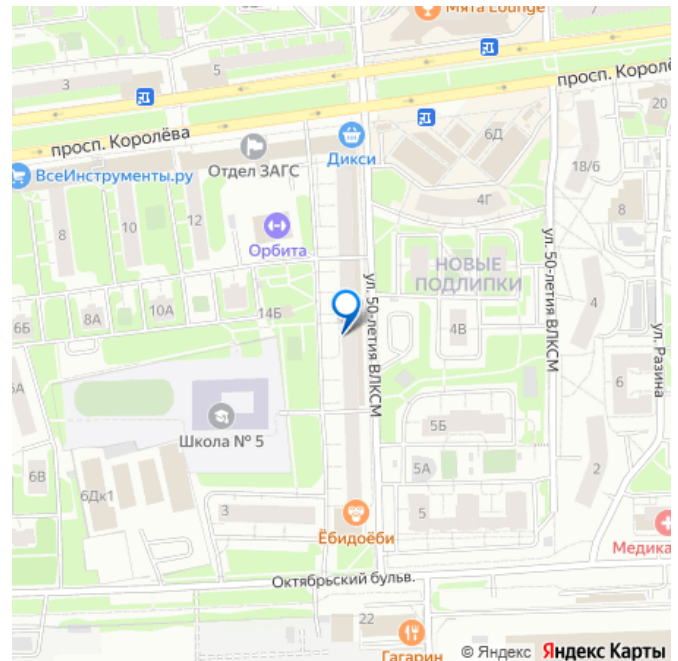 Мята Lounge
7
5
3
просп. Королёва
20
просп. Королёва
6Д
Отдел ЗАГС
Дикси
18/6
ВсеИнструменты.ру
4Г
12
8
10
8
Орбита
НОВЫЕ
ПОДЛИПКИ
ул. 50-летия ВЛКСМ
ул. 50-летия ВЛКСМ
10А
14Б
4
8А
6Б
4В
ул. Разина
6
5Б
Школа № 5
6В
5А
2
6Дк1
3
5
Ёбидоёби
Медика
Октябрьский бульв.
22
Гагарин
© Яндекс Яндекс Карты